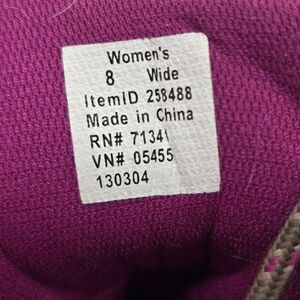 Women's
8 Wide
ItemID 258488
Made in China
RN# 71341
VN# 05455
130304